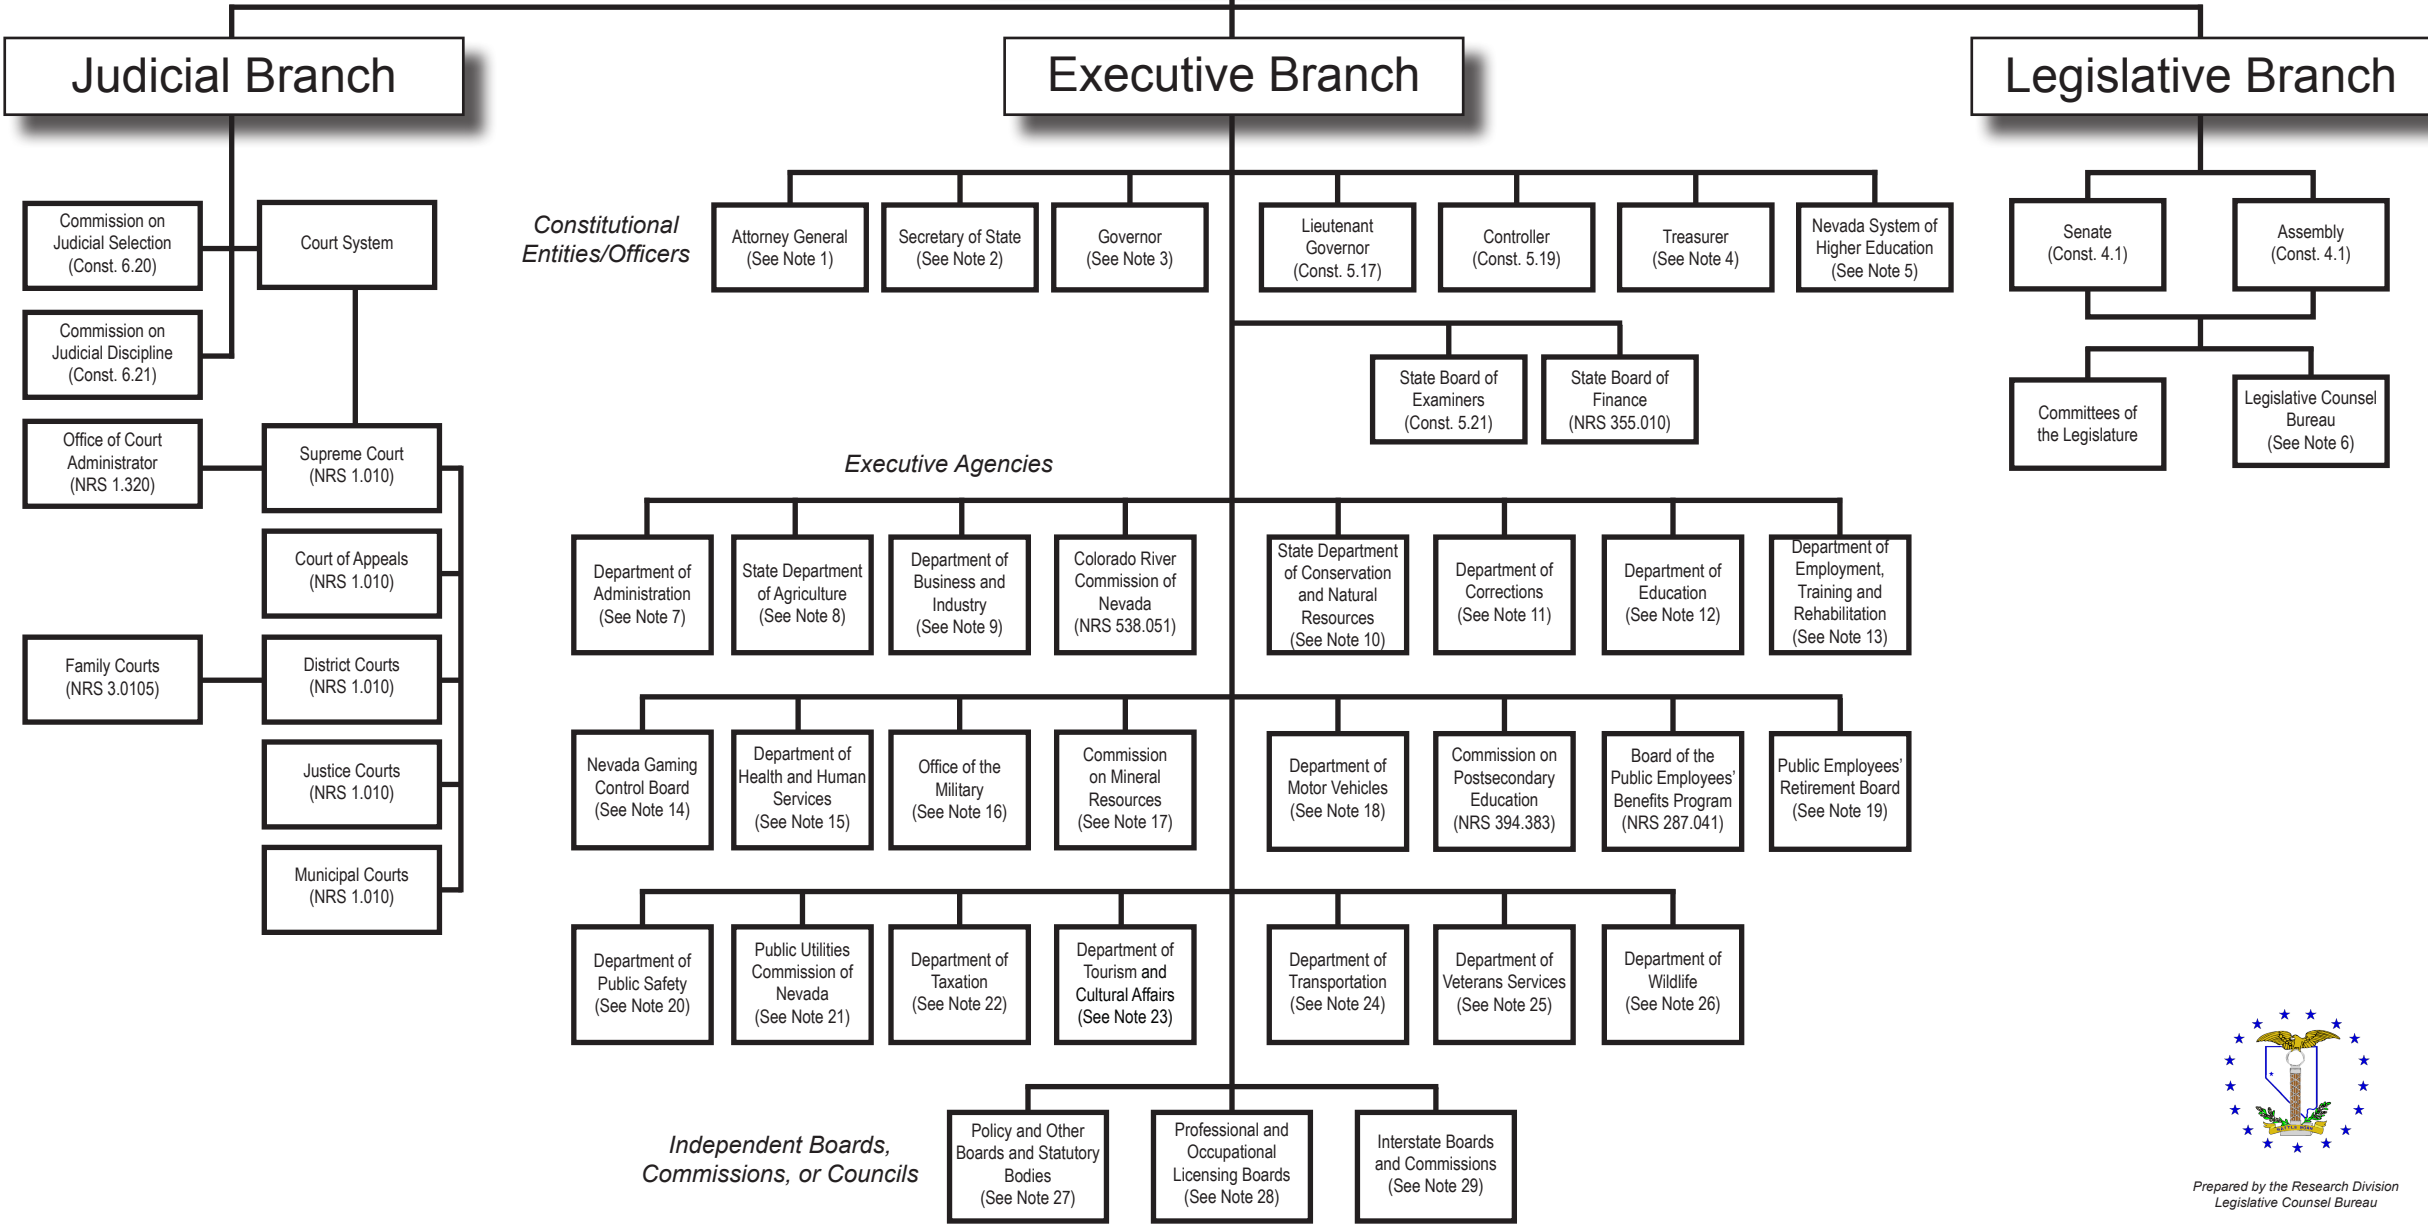 Judicial Branch
Executive Branch
Legislative Branch
Commission on
Judicial Selection
(Const. 6.20)
Court System
Commission on
Judicial Discipline
(Const. 6.21)
Office of Court
Administrator
(NRS 1.320)
Supreme Court
(NRS 1.010)
Court of Appeals
(NRS 1.010)
Family Courts
(NRS 3.0105)
District Courts
(NRS 1.010)
Justice Courts
(NRS 1.010)
Municipal Courts
(NRS 1.010)
Constitutional
Entities/Officers
Attorney General
(See Note 1)
Secretary of State
(See Note 2)
Governor
(See Note 3)
Lieutenant
Governor
(Const. 5.17)
Controller
(Const. 5.19)
Treasurer
(See Note 4)
Nevada System of
Higher Education
(See Note 5)
State Board of
Examiners
(Const. 5.21)
State Board of
Finance
(NRS 355.010)
Executive Agencies
Department of
Administration
(See Note 7)
State Department
of Agriculture
(See Note 8)
Department of
Business and
Industry
(See Note 9)
Colorado River
Commission of
Nevada
(NRS 538.051)
State Department
of Conservation
and Natural
Resources
(See Note 10)
Department of
Corrections
(See Note 11)
Department of
Education
(See Note 12)
Department of
Employment,
Training and
Rehabilitation
(See Note 13)
Nevada Gaming
Control Board
(See Note 14)
Department of
Health and Human
Services
(See Note 15)
Office of the
Military
(See Note 16)
Commission
on Mineral
Resources
(See Note 17)
Department of
Motor Vehicles
(See Note 18)
Commission on
Postsecondary
Education
(NRS 394.383)
Board of the
Public Employees’
Benefits Program
(NRS 287.041)
Public Employees’
Retirement Board
(See Note 19)
Department of
Public Safety
(See Note 20)
Public Utilities
Commission of
Nevada
(See Note 21)
Department of
Taxation
(See Note 22)
Department of
Tourism and
Cultural Affairs
(See Note 23)
Department of
Transportation
(See Note 24)
Department of
Veterans Services
(See Note 25)
Department of
Wildlife
(See Note 26)
Independent Boards,
Commissions, or Councils
Policy and Other
Boards and Statutory
Bodies
(See Note 27)
Professional and
Occupational
Licensing Boards
(See Note 28)
Interstate Boards
and Commissions
(See Note 29)
Senate
(Const. 4.1)
Assembly
(Const. 4.1)
Committees of
the Legislature
Legislative Counsel
Bureau
(See Note 6)
Prepared by the Research Division
Legislative Counsel Bureau